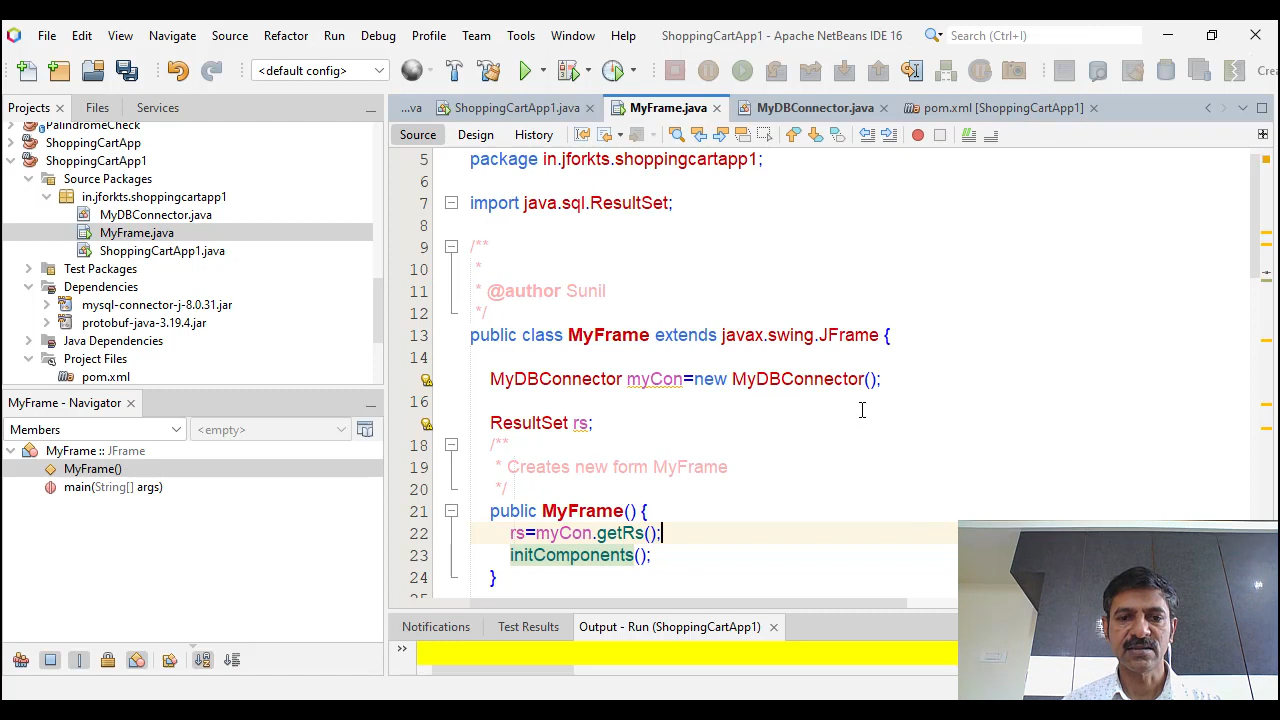 File Edit View Navigate Source Refactor Run Debug Profile Team Tools Window Help ShoppingCartApp1 - Apache NetBeans IDE 16 Search (Ctrl+I)
<default config> Crea
Projects Files Services
PalindromeCheck
ShoppingCartApp
ShoppingCartApp1
Source Packages
in.jforkts.shoppingcartapp1
MyDBConnector.java
MyFrame.java
ShoppingCartApp1.java
Test Packages
Dependencies
mysql-connector-j-8.0.31.jar
protobuf-java-3.19.4.jar
Java Dependencies
Project Files
pom.xml
MyFrame - Navigator
Members <empty>
MyFrame :: JFrame
MyFrame()
main(String[] args)
...va ShoppingCartApp1.java MyFrame.java MyDBConnector.java pom.xml [ShoppingCartApp1]
Source Design History
5 package in.jforkts.shoppingcartapp1;
6
7 import java.sql.ResultSet;
8
9 /**
10 *
11 * @author Sunil
12 */
13 public class MyFrame extends javax.swing.JFrame {
14
MyDBConnector myCon=new MyDBConnector();
16
ResultSet rs;
18 /**
19 * Creates new form MyFrame
20 */
21 public MyFrame() {
22 rs=myCon.getRs();
23 initComponents();
24 }
Notifications Test Results Output - Run (ShoppingCartApp1)